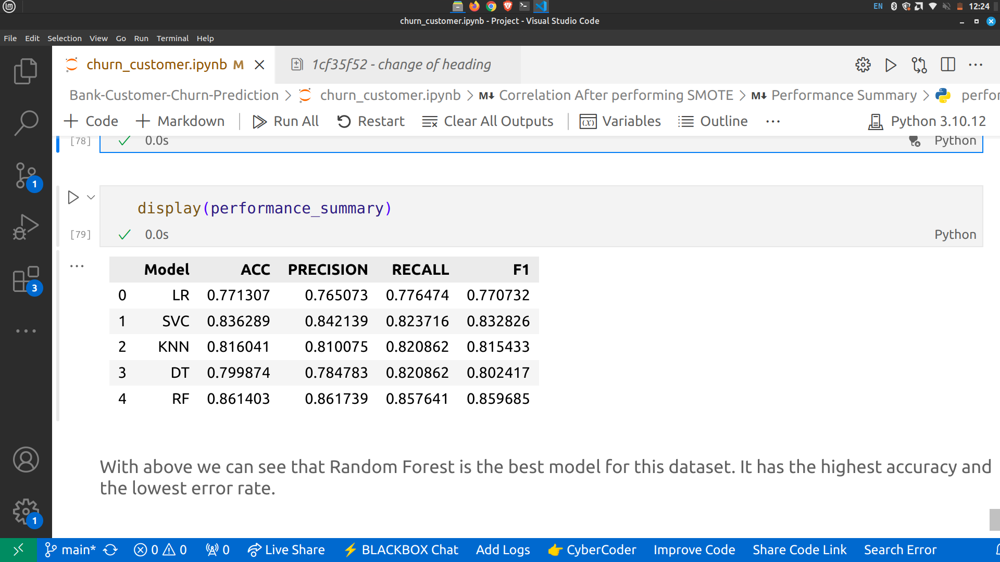 EN 12:24
churn_customer.ipynb - Project - Visual Studio Code
File Edit Selection View Go Run Terminal Help
churn_customer.ipynb M 1cf35f52 - change of heading
Bank-Customer-Churn-Prediction > churn_customer.ipynb > M↓ Correlation After performing SMOTE > M↓ Performance Summary > perfor
+ Code + Markdown Run All Restart Clear All Outputs (x) Variables Outline ... Python 3.10.12
[78] 0.0s Python
display(performance_summary)
[79] 0.0s Python
Model ACC PRECISION RECALL F1
0 LR 0.771307 0.765073 0.776474 0.770732
1 SVC 0.836289 0.842139 0.823716 0.832826
2 KNN 0.816041 0.810075 0.820862 0.815433
3 DT 0.799874 0.784783 0.820862 0.802417
4 RF 0.861403 0.861739 0.857641 0.859685
With above we can see that Random Forest is the best model for this dataset. It has the highest accuracy and
the lowest error rate.
1
3
1
main* 0 0 0 Live Share BLACKBOX Chat Add Logs CyberCoder Improve Code Share Code Link Search Error